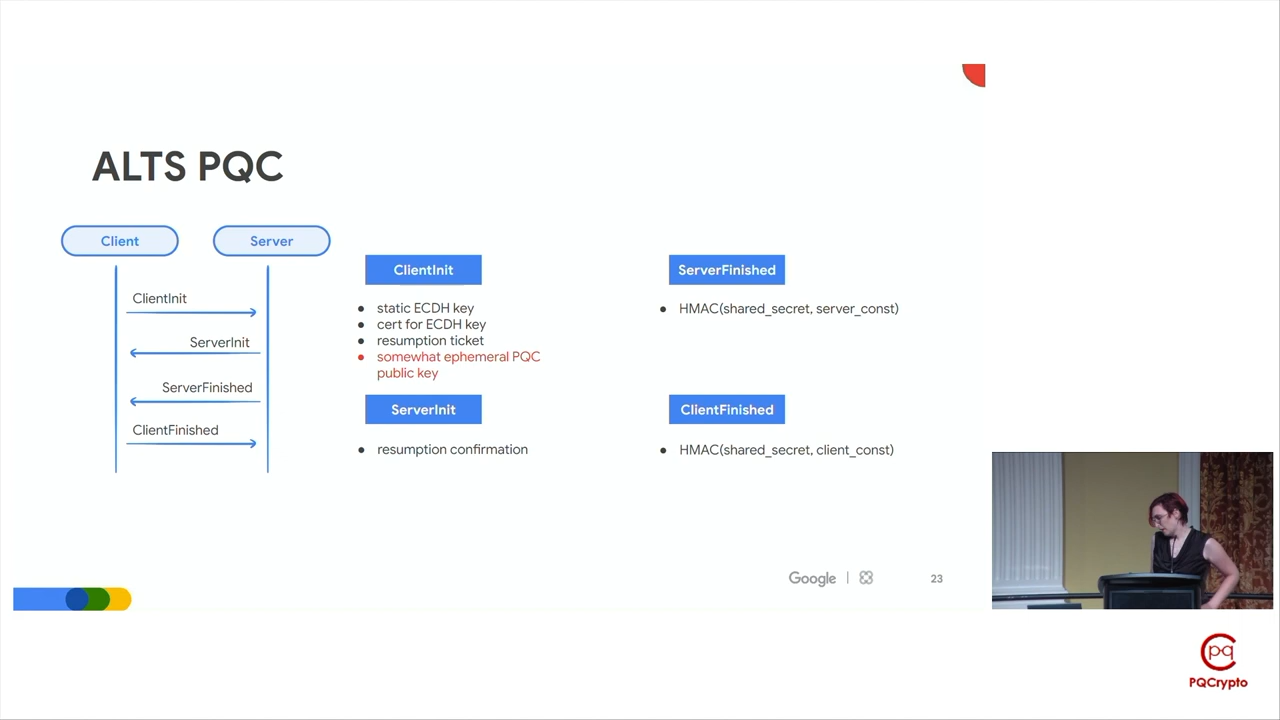 ALTS PQC
Client
Server
ClientInit
ServerInit
ServerFinished
ClientFinished
ClientInit
• static ECDH key
• cert for ECDH key
• resumption ticket
• somewhat ephemeral PQC
public key
ServerInit
• resumption confirmation
ServerFinished
• HMAC(shared_secret, server_const)
ClientFinished
• HMAC(shared_secret, client_const)
Google
23
pq
PQCrypto